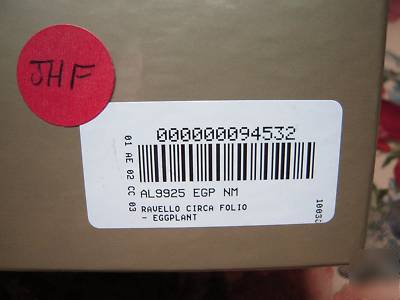 JHF
000000094532
01 AE 02 CC 03
AL9925 EGP NM
RAVELLO CIRCA FOLIO
- EGGPLANT